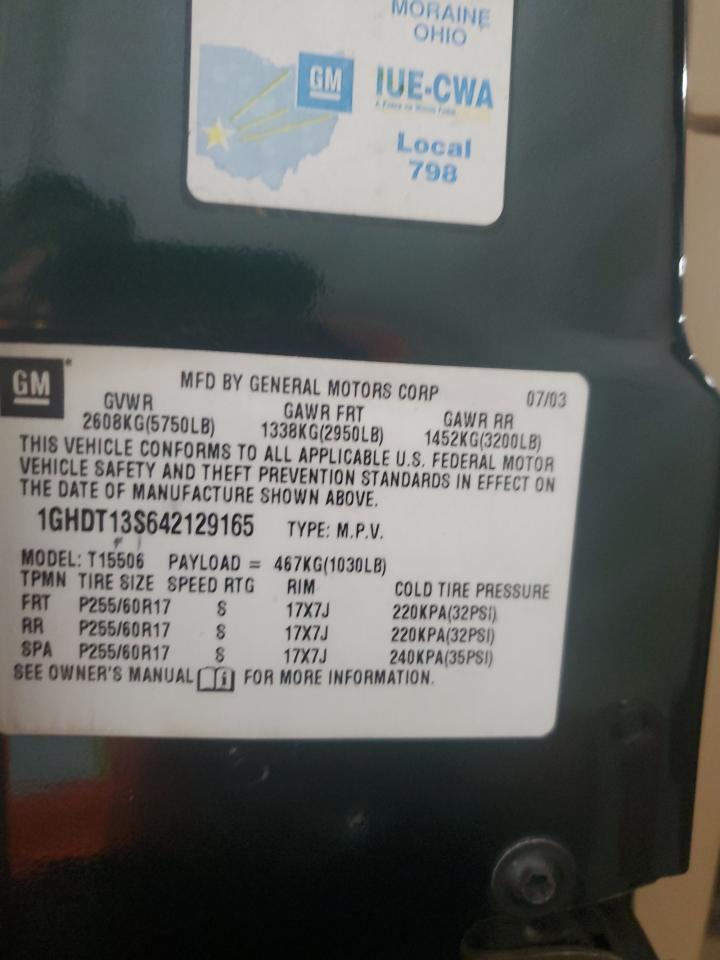 MORAINE
OHIO
GM
IUE-CWA
Local
798
GM
MFD BY GENERAL MOTORS CORP 07/03
GVWR GAWR FRT GAWR RR
2608KG(5750LB) 1338KG(2950LB) 1452KG(3200LB)
THIS VEHICLE CONFORMS TO ALL APPLICABLE U.S. FEDERAL MOTOR
VEHICLE SAFETY AND THEFT PREVENTION STANDARDS IN EFFECT ON
THE DATE OF MANUFACTURE SHOWN ABOVE.
1GHDT13S642129165 TYPE: M.P.V.
MODEL: T15506 PAYLOAD = 467KG(1030LB)
TPMN TIRE SIZE SPEED RTG RIM COLD TIRE PRESSURE
FRT P255/60R17 S 17X7J 220KPA(32PSI)
RR P255/60R17 S 17X7J 220KPA(32PSI)
SPA P255/60R17 S 17X7J 240KPA(35PSI)
SEE OWNER'S MANUAL i FOR MORE INFORMATION.